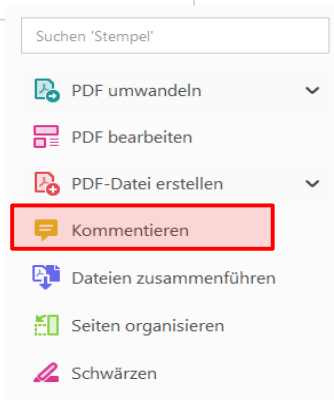 Suchen 'Stempel'
PDF umwandeln
PDF bearbeiten
PDF-Datei erstellen
Kommentieren
Dateien zusammenführen
Seiten organisieren
Schwärzen